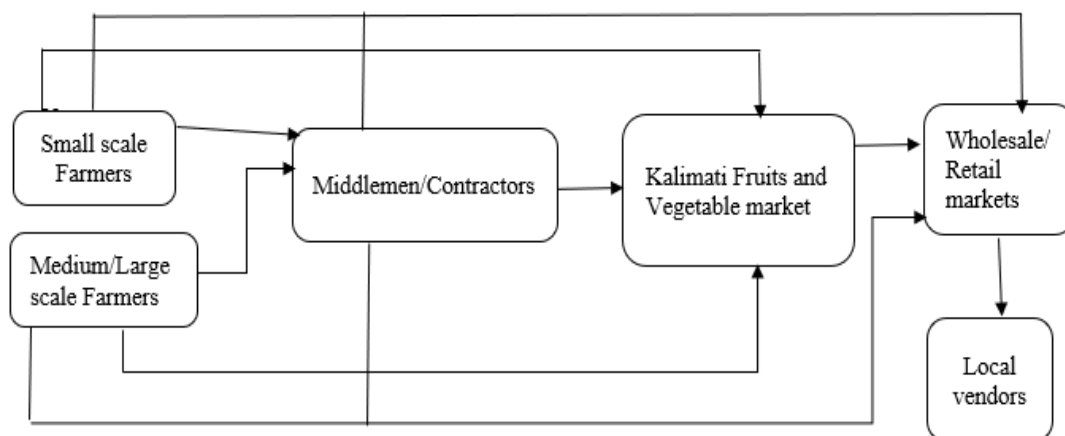 Small scale
Farmers
Middlemen/Contractors
Kalimati Fruits and
Vegetable market
Wholesale/
Retail
markets
Medium/Large
scale Farmers
Local
vendors